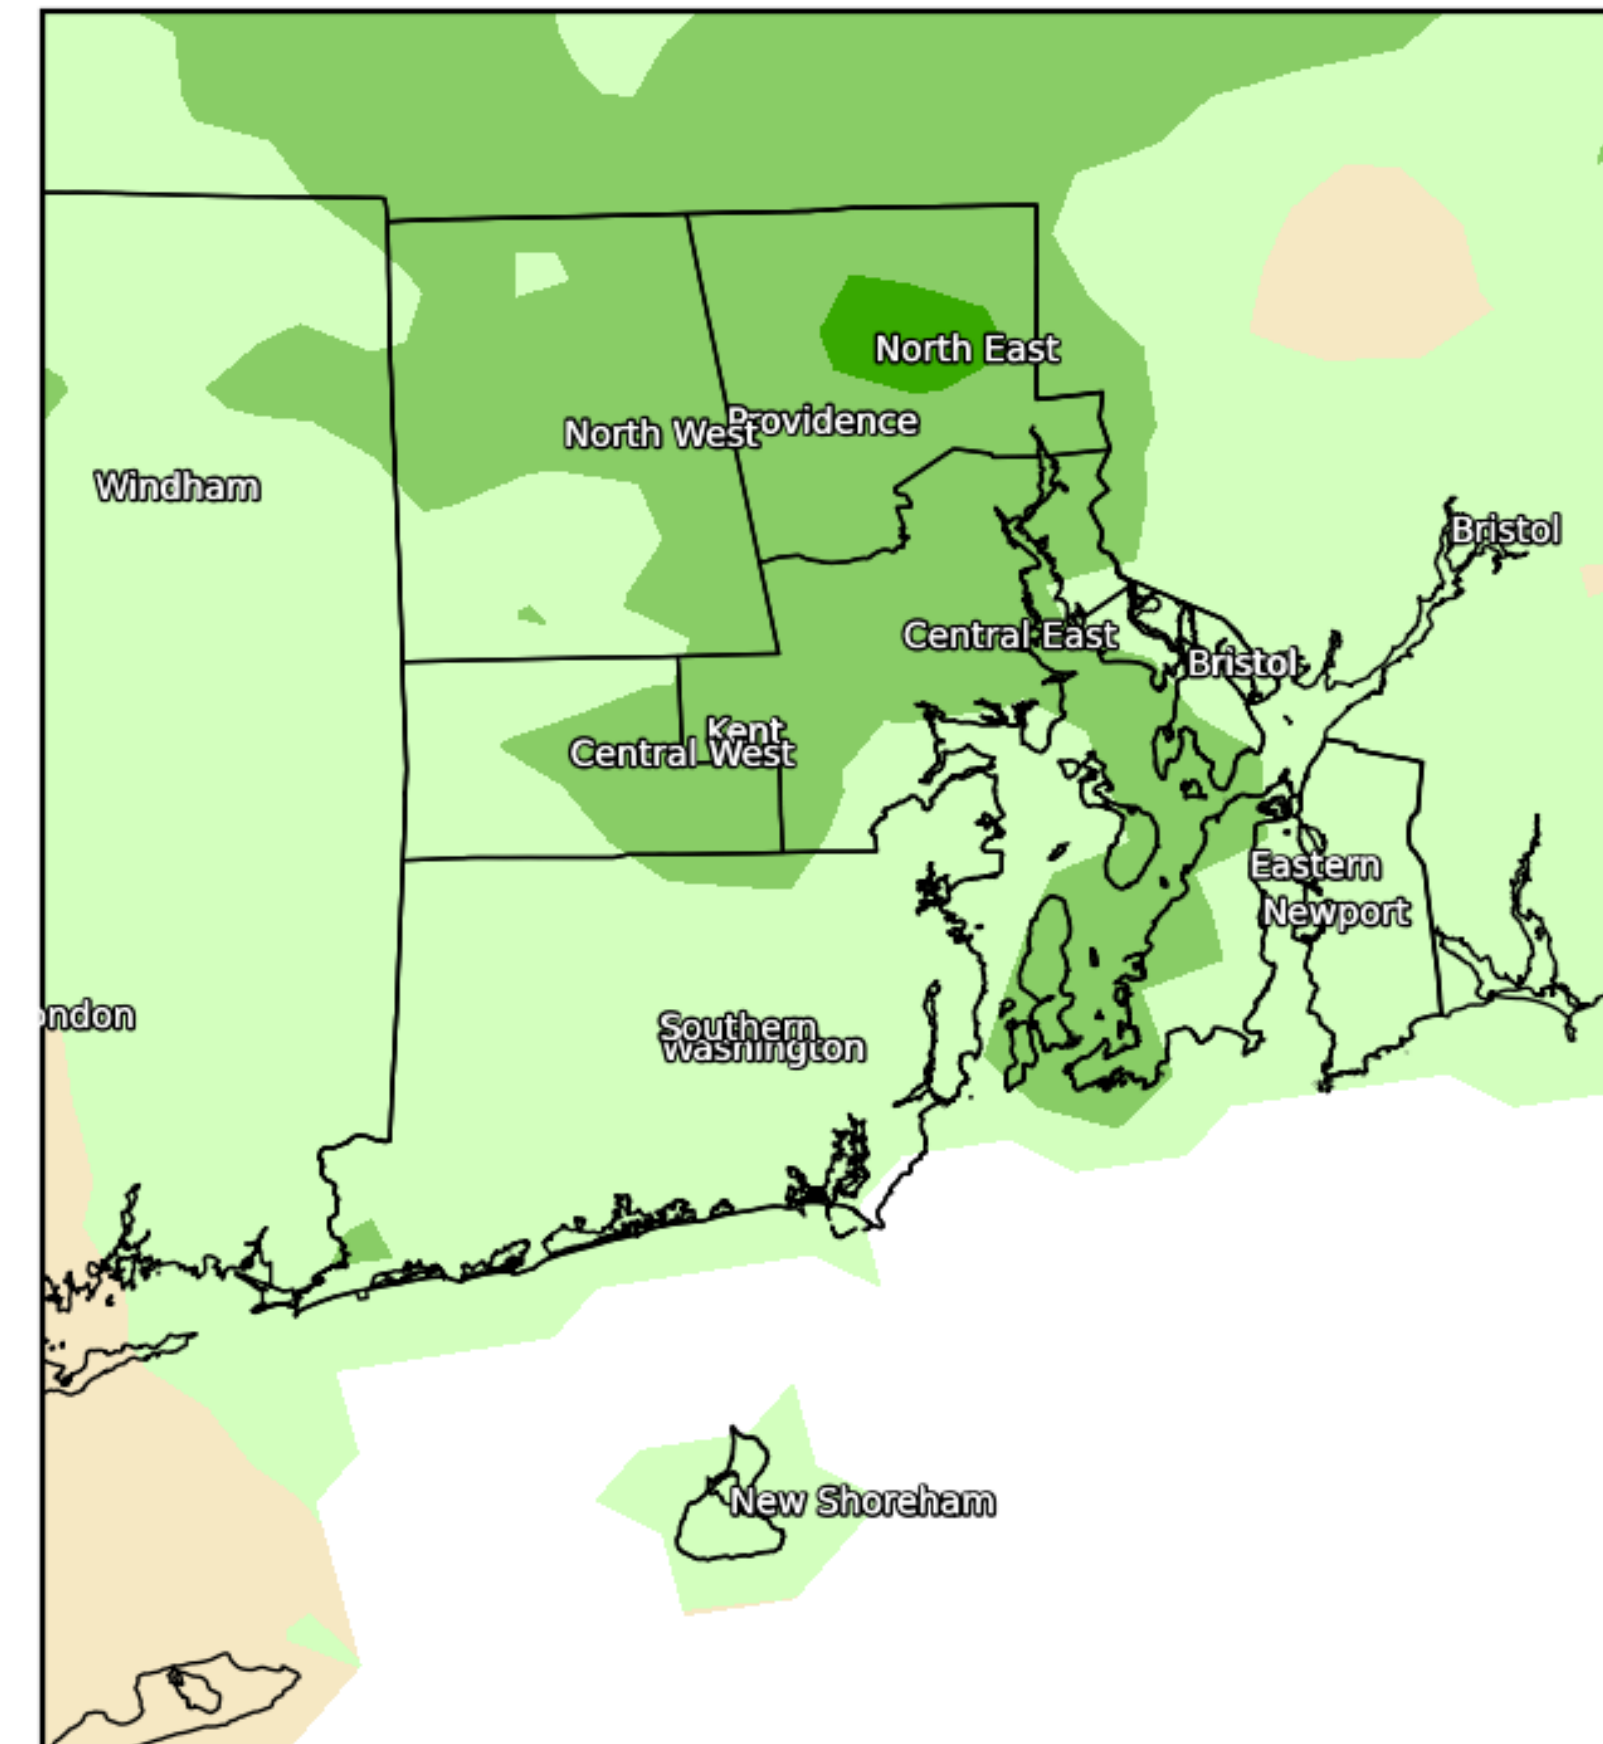 North East
Providence
North West
Windham
Bristol
Central East
Bristol
Kent
Central West
Eastern
Newport
ondon
Southern
Washington
New Shoreham